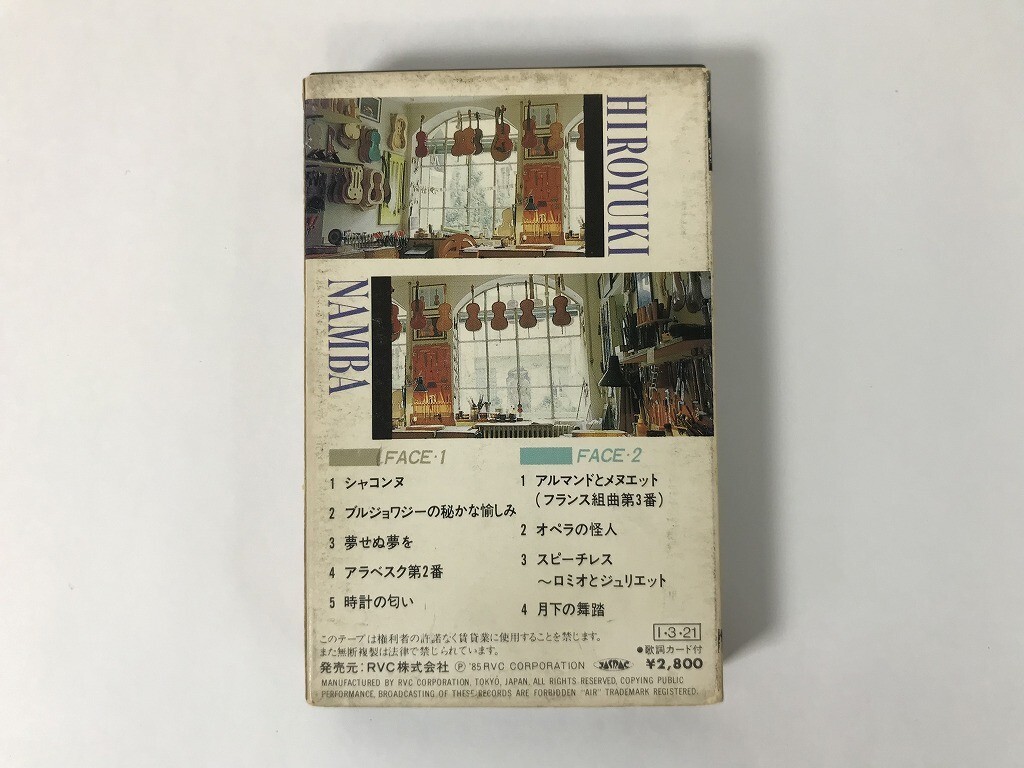 HIROYUKI
NAMBA
FACE・1
1 シャコンヌ
2 ブルジョワジーの秘かな愉しみ
3 夢せぬ夢を
4 アラベスク第2番
5 時計の匂い
FACE・2
1 アルマンドとメヌエット
(フランス組曲第3番)
2 オペラの怪人
3 スピーチレス
〜ロミオとジュリエット
4 月下の舞踏
I・3・21
このテープは権利者の許諾なく賃貸業に使用することを禁じます。
また無断複製は法律で禁じられています。
●歌詞カード付
発売元:RVC株式会社 Ⓟ '85 RVC CORPORATION JASRAC ¥2,800
MANUFACTURED BY RVC CORPORATION, TOKYO, JAPAN. ALL RIGHTS RESERVED. COPYING PUBLIC
PERFORMANCE, BROADCASTING OF THESE RECORDS ARE FORBIDDEN "AIR" TRADEMARK REGISTERED.